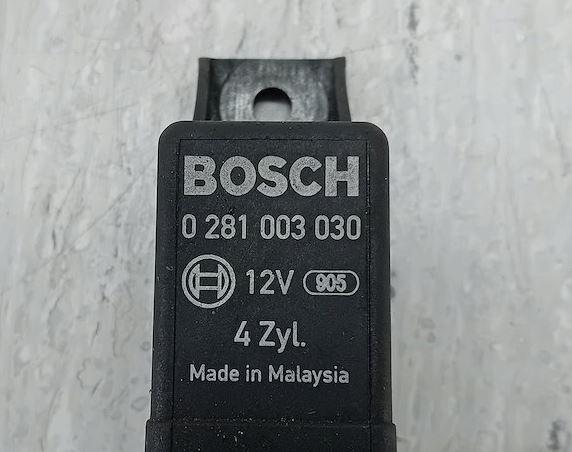 BOSCH
0 281 003 030
12V 905
4 Zyl.
Made in Malaysia